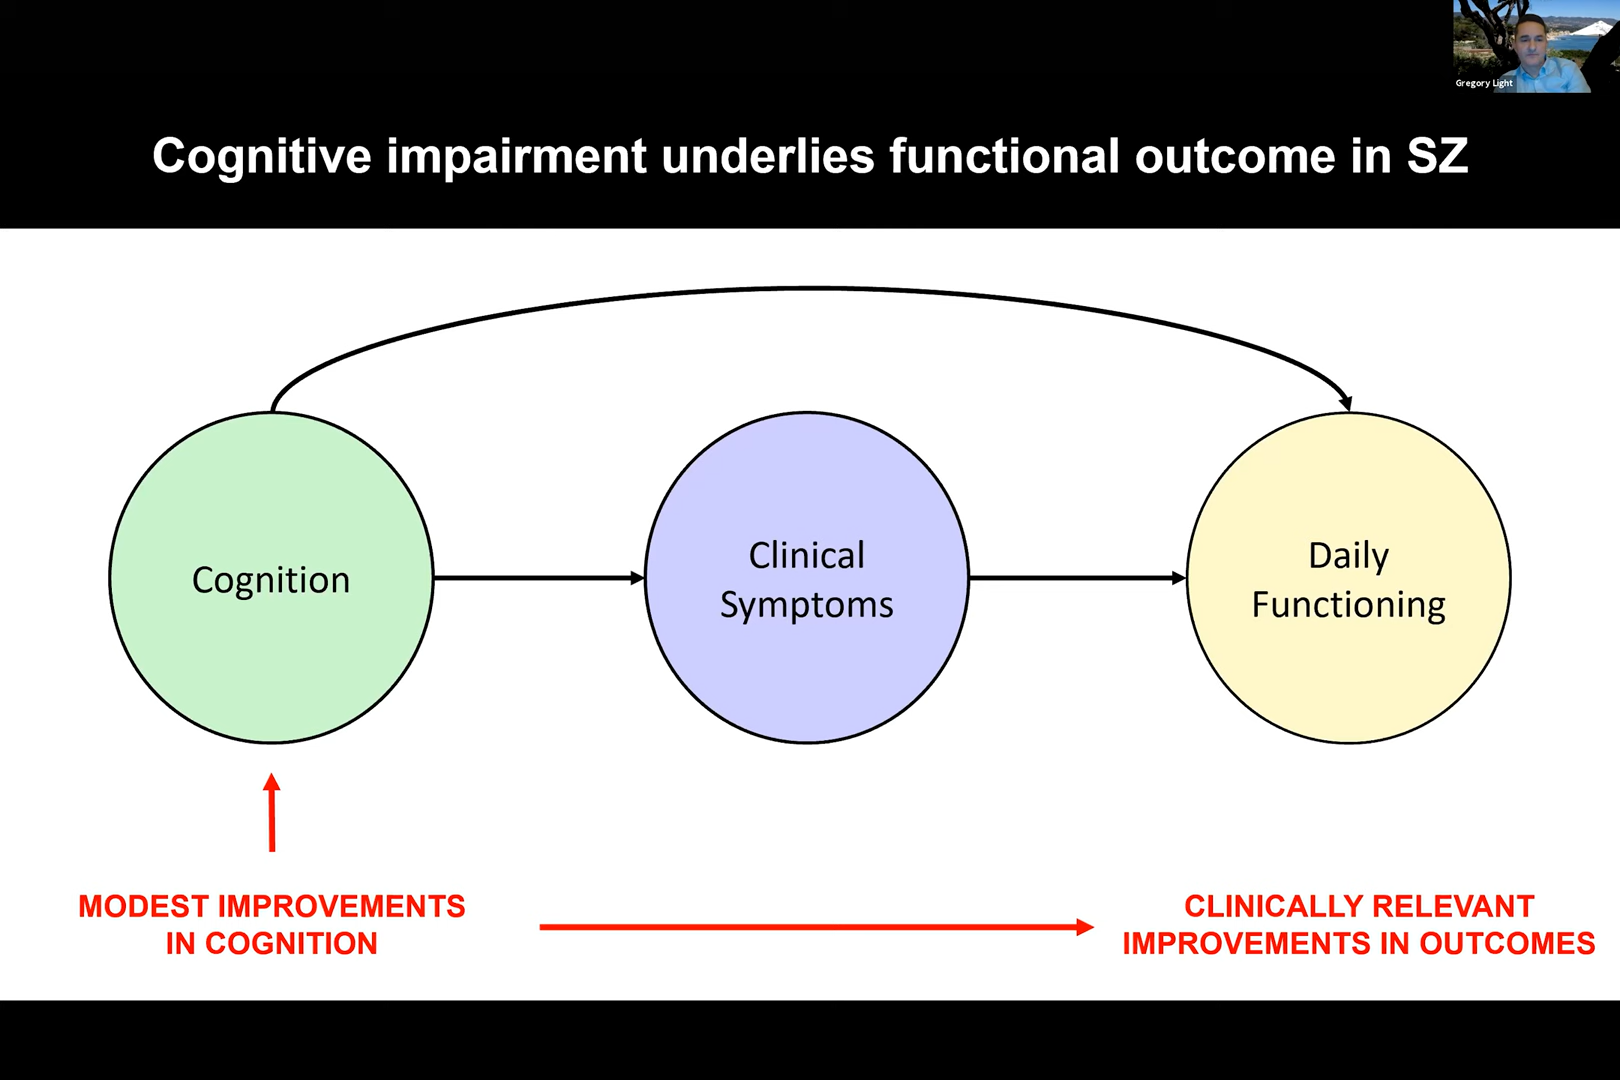 Gregory Light
Cognitive impairment underlies functional outcome in SZ
Cognition
Clinical
Symptoms
Daily
Functioning
MODEST IMPROVEMENTS
IN COGNITION
CLINICALLY RELEVANT
IMPROVEMENTS IN OUTCOMES